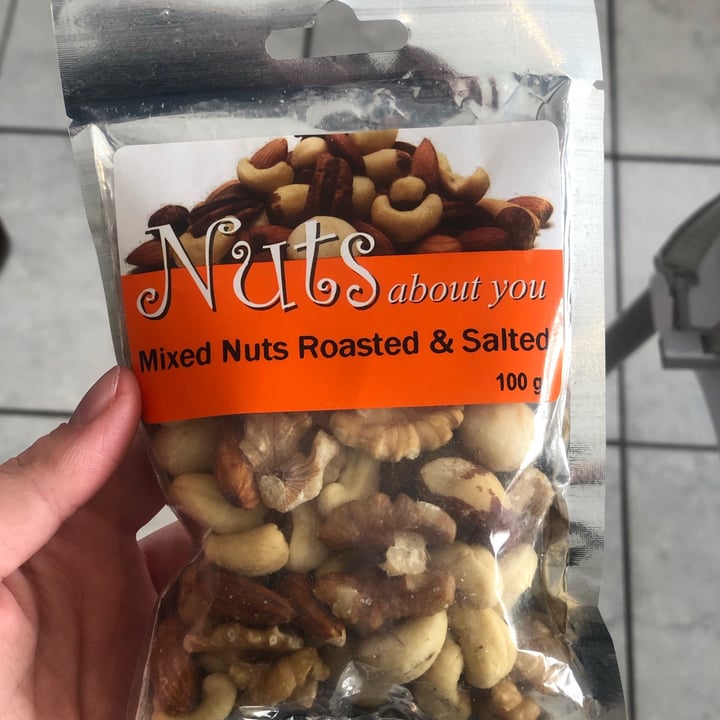 Nuts about you
Mixed Nuts Roasted & Salted
100 g